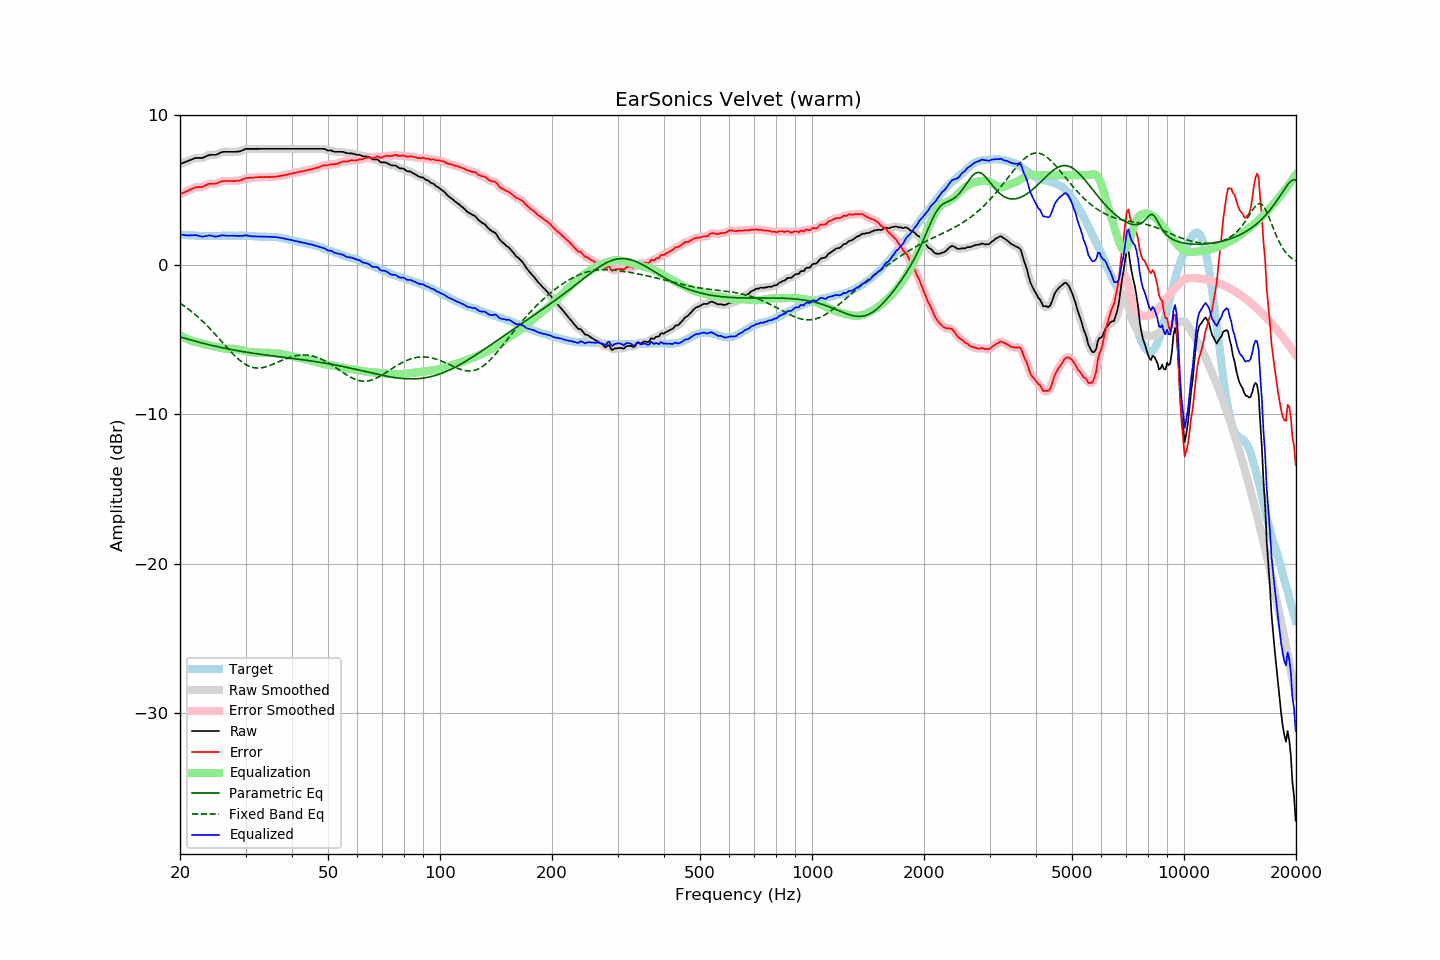 EarSonics Velvet (warm)
10
0
−10
−20
−30
Amplitude (dBr)
Target
Raw Smoothed
Error Smoothed
Raw
Error
Equalization
Parametric Eq
Fixed Band Eq
Equalized
20 50 100 200 500 1000 2000 5000 10000 20000
Frequency (Hz)